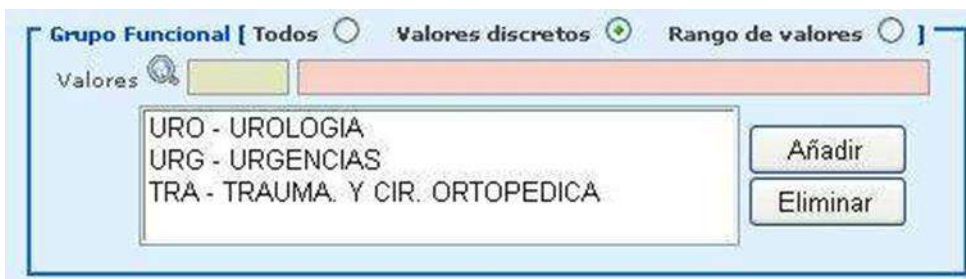 Grupo Funcional [ Todos Valores discretos Rango de valores ]
Valores
URO - UROLOGIA
URG - URGENCIAS
TRA - TRAUMA. Y CIR. ORTOPEDICA
Añadir
Eliminar